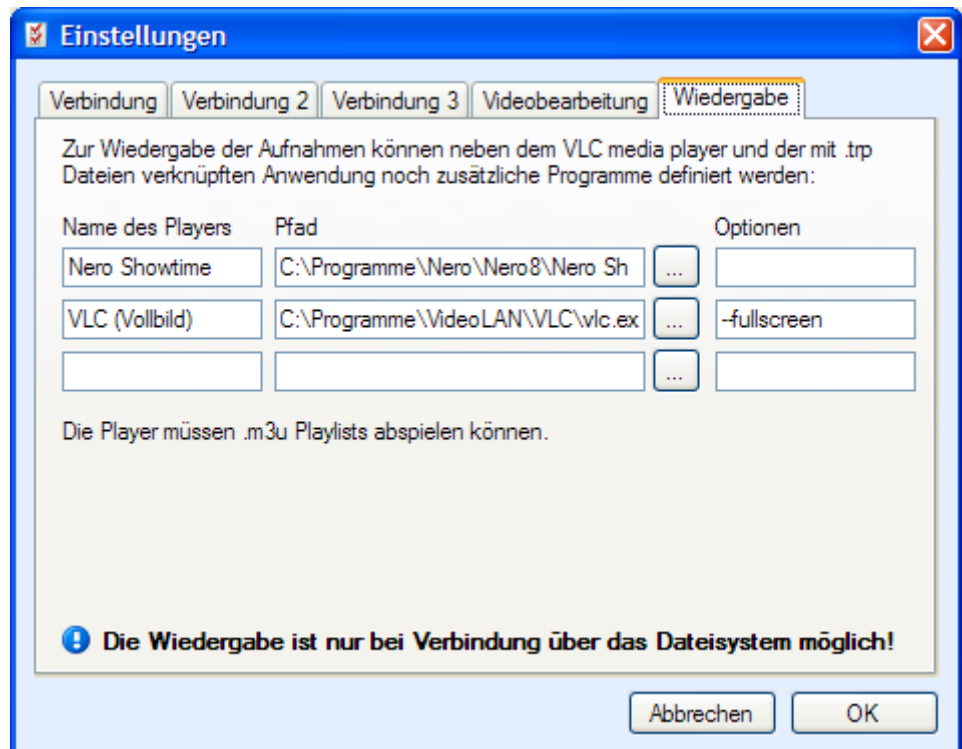 Einstellungen
Verbindung Verbindung 2 Verbindung 3 Videobearbeitung Wiedergabe
Zur Wiedergabe der Aufnahmen können neben dem VLC media player und der mit .trp
Dateien verknüpften Anwendung noch zusätzliche Programme definiert werden:
Name des Players Pfad Optionen
Nero Showtime C:\Programme\Nero\Nero8\Nero Sh ...
VLC (Vollbild) C:\Programme\VideoLAN\VLC\vlc.ex ... --fullscreen
...
Die Player müssen .m3u Playlists abspielen können.
Die Wiedergabe ist nur bei Verbindung über das Dateisystem möglich!
Abbrechen OK